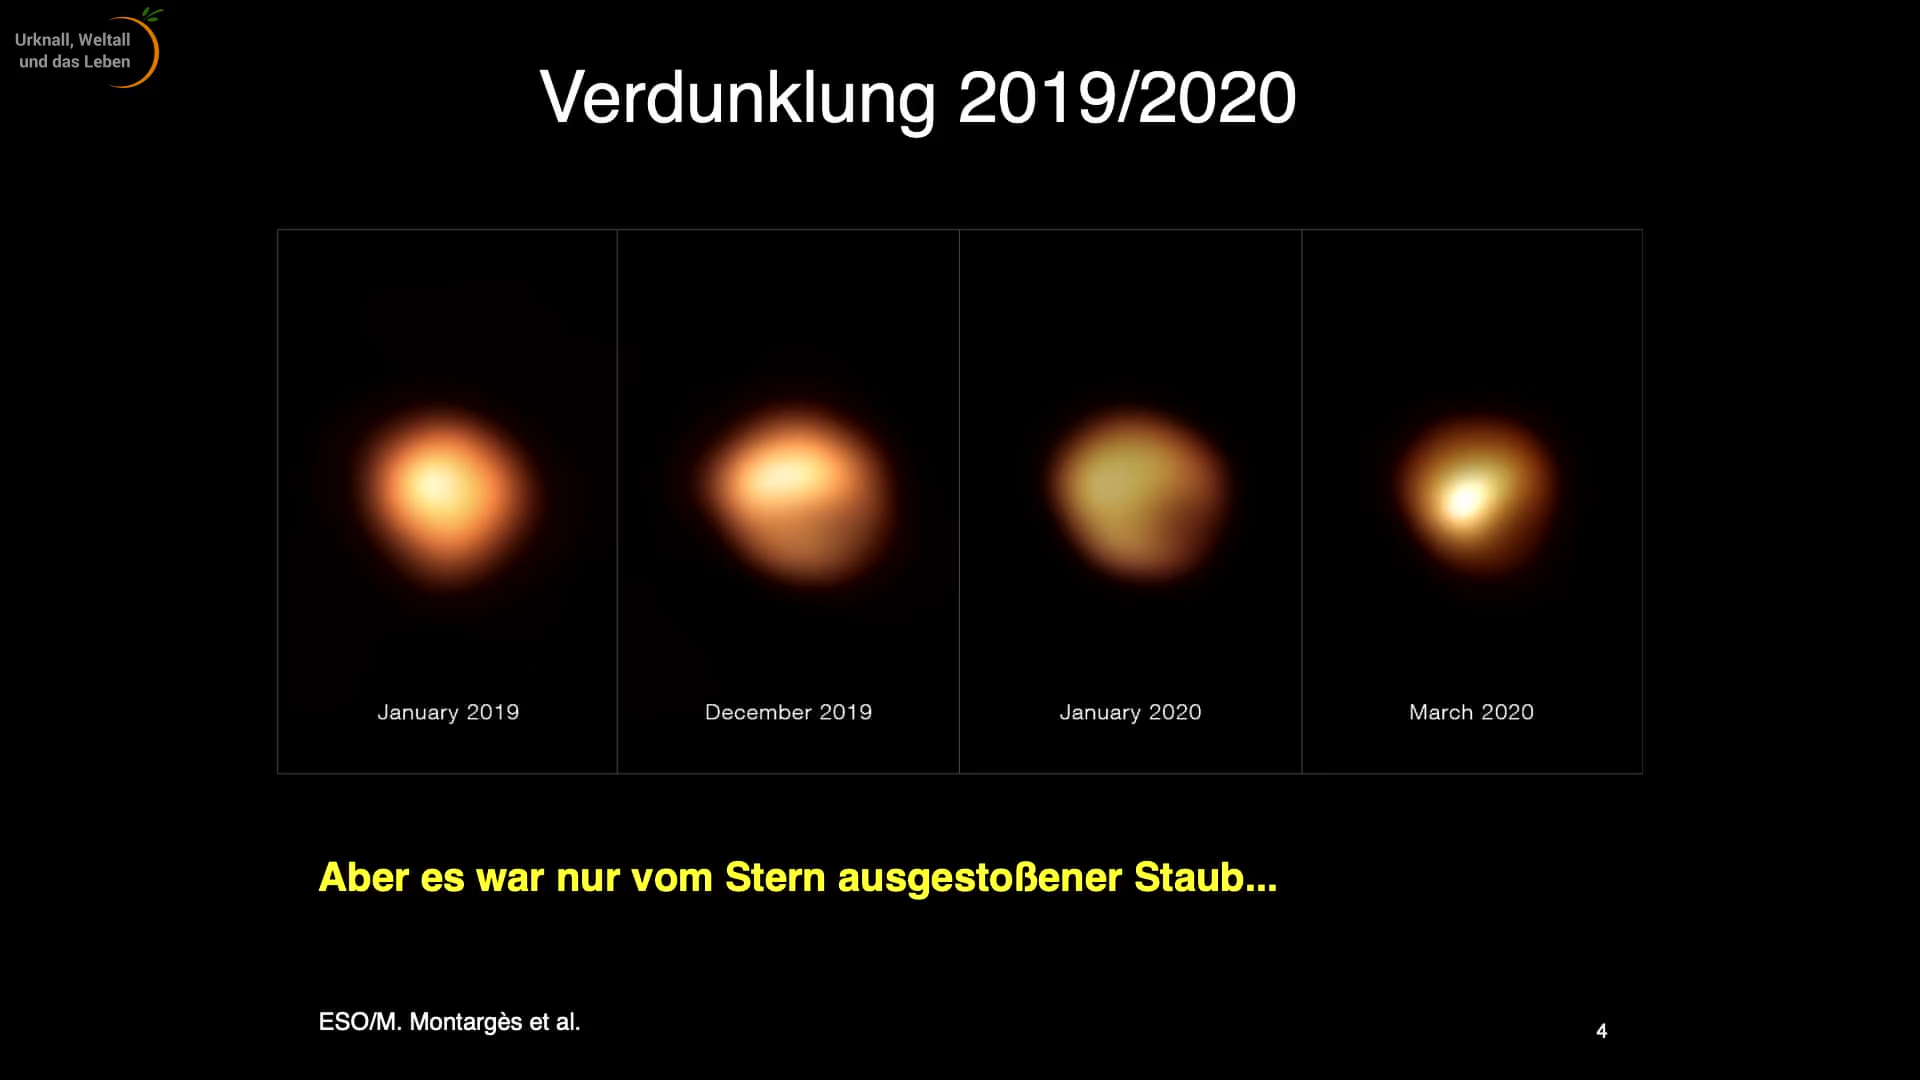 Urknall, Weltall
und das Leben
Verdunklung 2019/2020
January 2019
December 2019
January 2020
March 2020
Aber es war nur vom Stern ausgestoßener Staub...
ESO/M. Montargès et al.
4